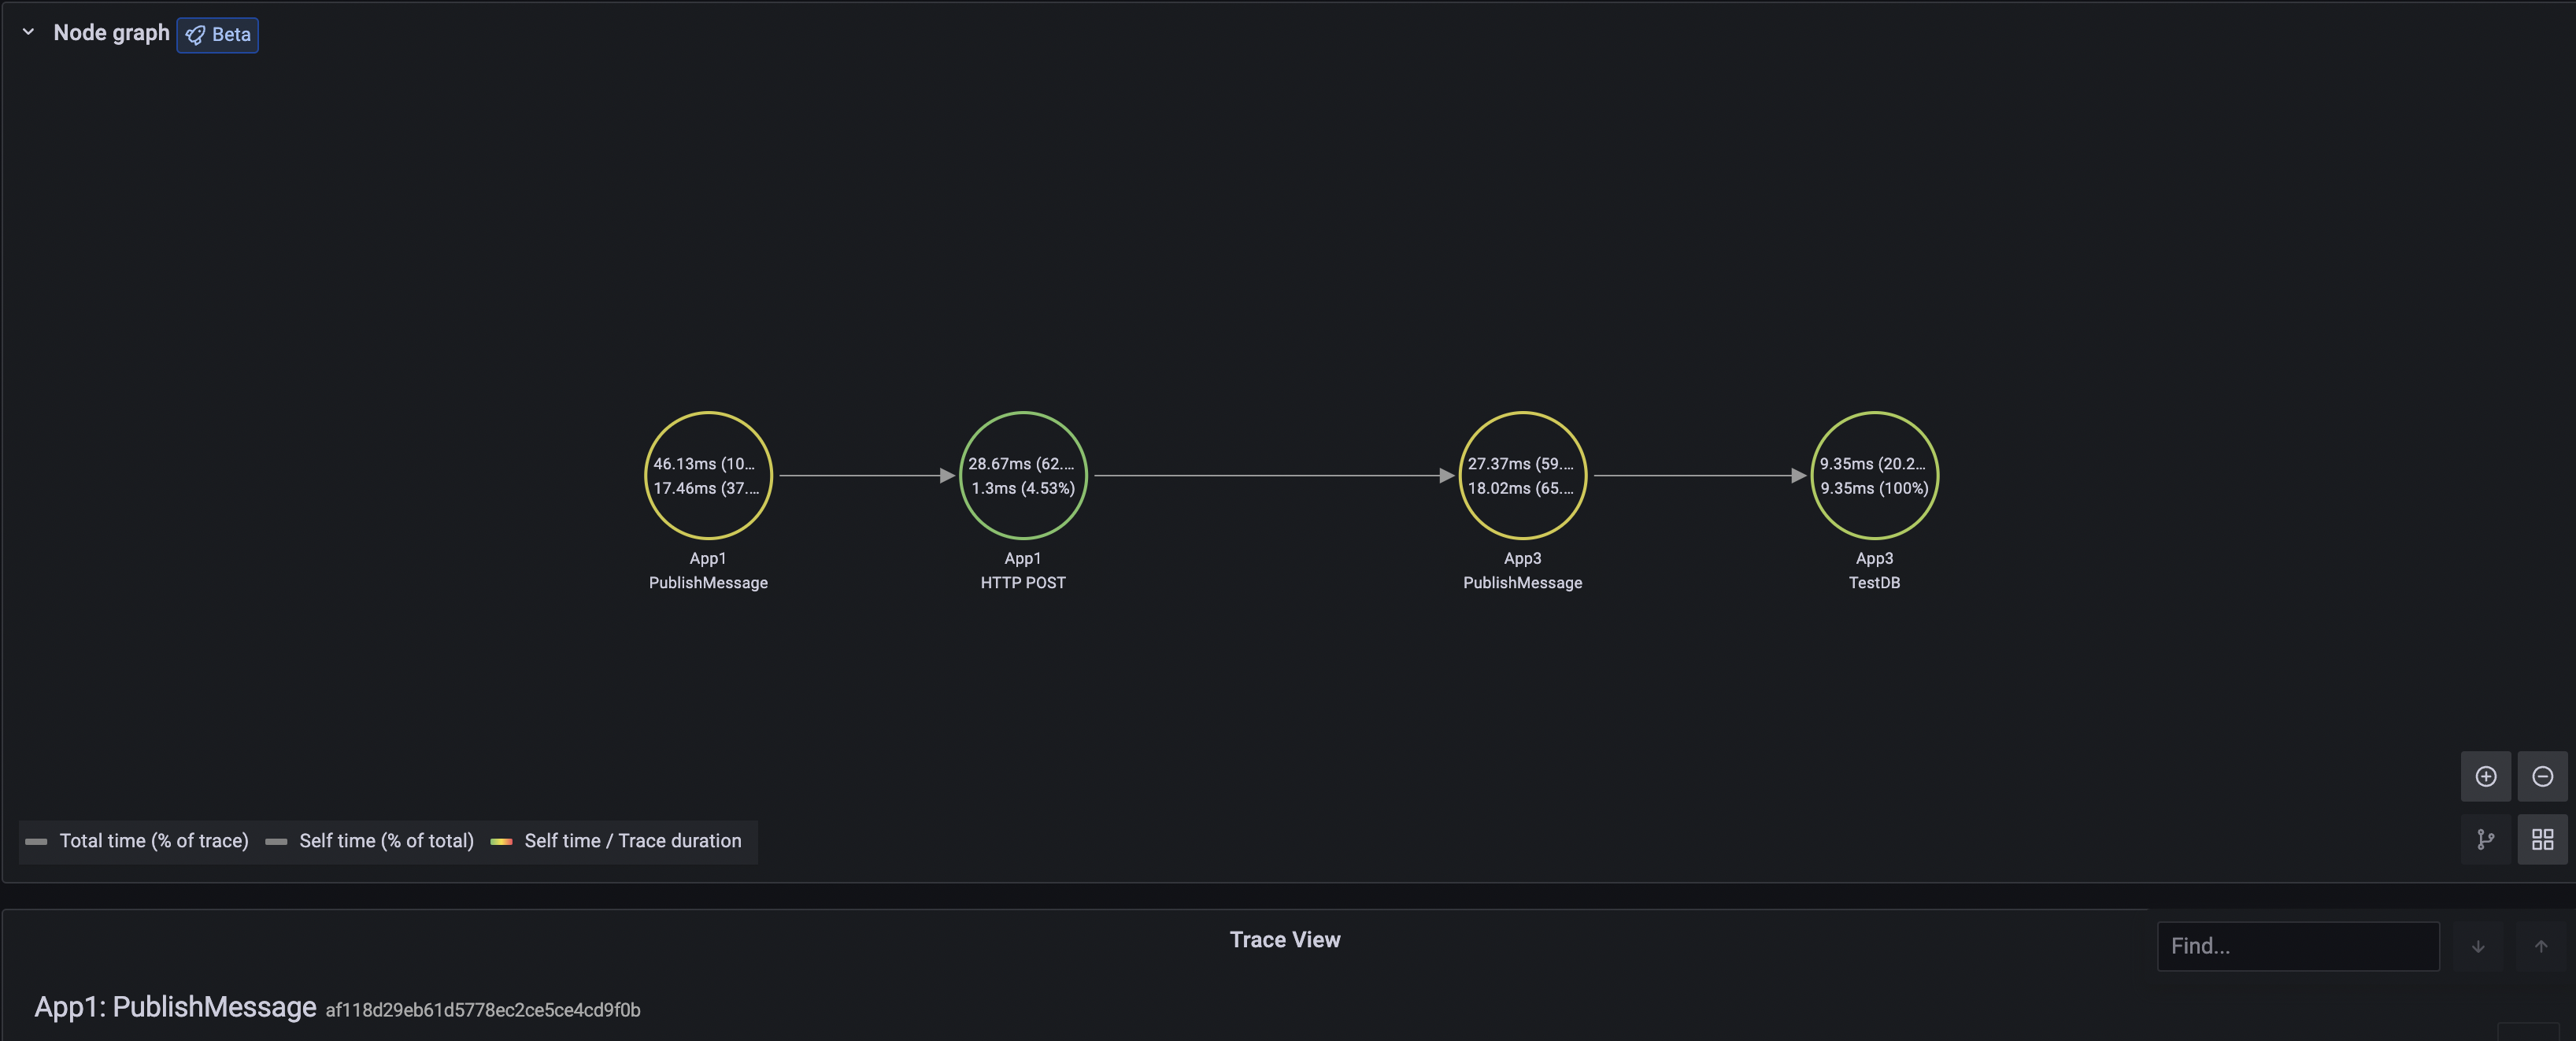 Node graph Beta
46.13ms (10...
17.46ms (37....
App1
PublishMessage
28.67ms (62....
1.3ms (4.53%)
App1
HTTP POST
27.37ms (59....
18.02ms (65....
App3
PublishMessage
9.35ms (20.2...
9.35ms (100%)
App3
TestDB
Total time (% of trace) Self time (% of total) Self time / Trace duration
Trace View
Find...
App1: PublishMessage af118d29eb61d5778ec2ce5ce4cd9f0b